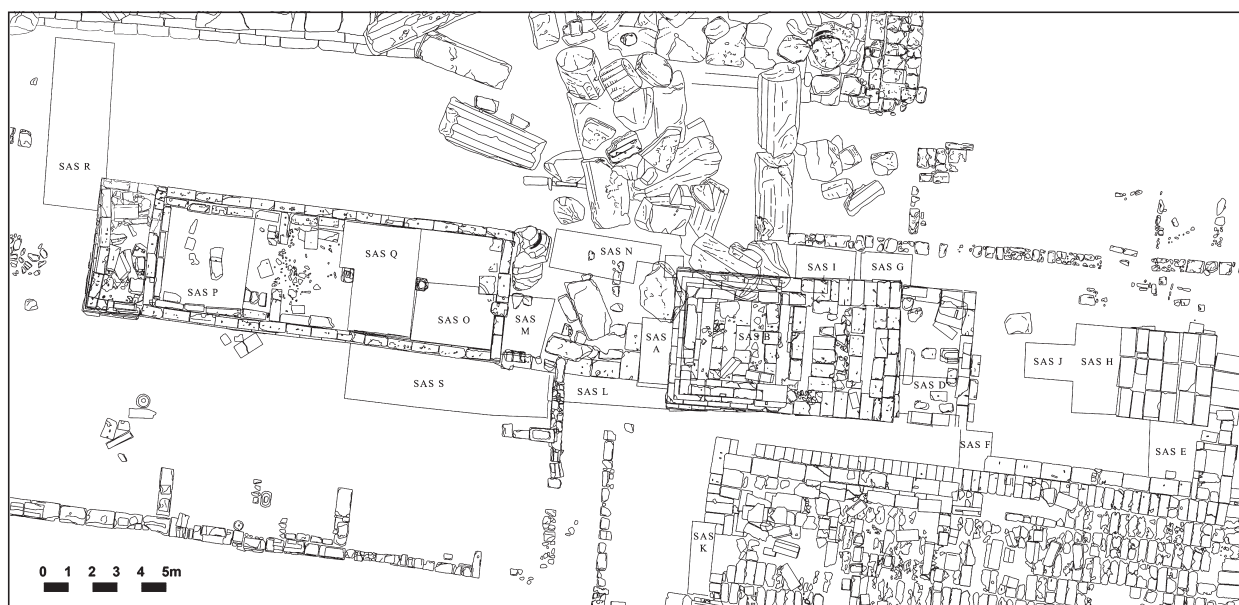 SAS R
SAS P
SAS Q
SAS O
SAS S
SAS
M
SAS N
SAS L
SAS
A
SAS B
SAS I
SAS G
SAS D
SAS J
SAS H
SAS F
SAS E
SAS
K
0 1 2 3 4 5m